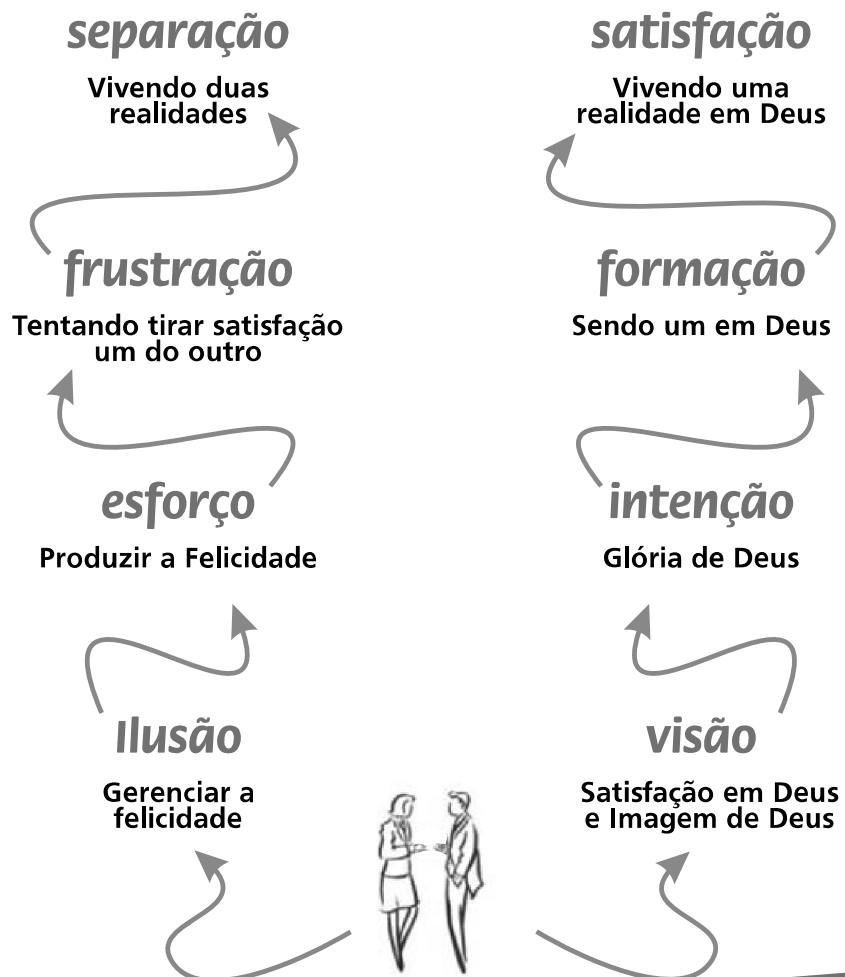 separação
Vivendo duas
realidades
satisfação
Vivendo uma
realidade em Deus
frustração
Tentando tirar satisfação
um do outro
formação
Sendo um em Deus
esforço
Produzir a Felicidade
intenção
Glória de Deus
Ilusão
Gerenciar a
felicidade
visão
Satisfação em Deus
e Imagem de Deus